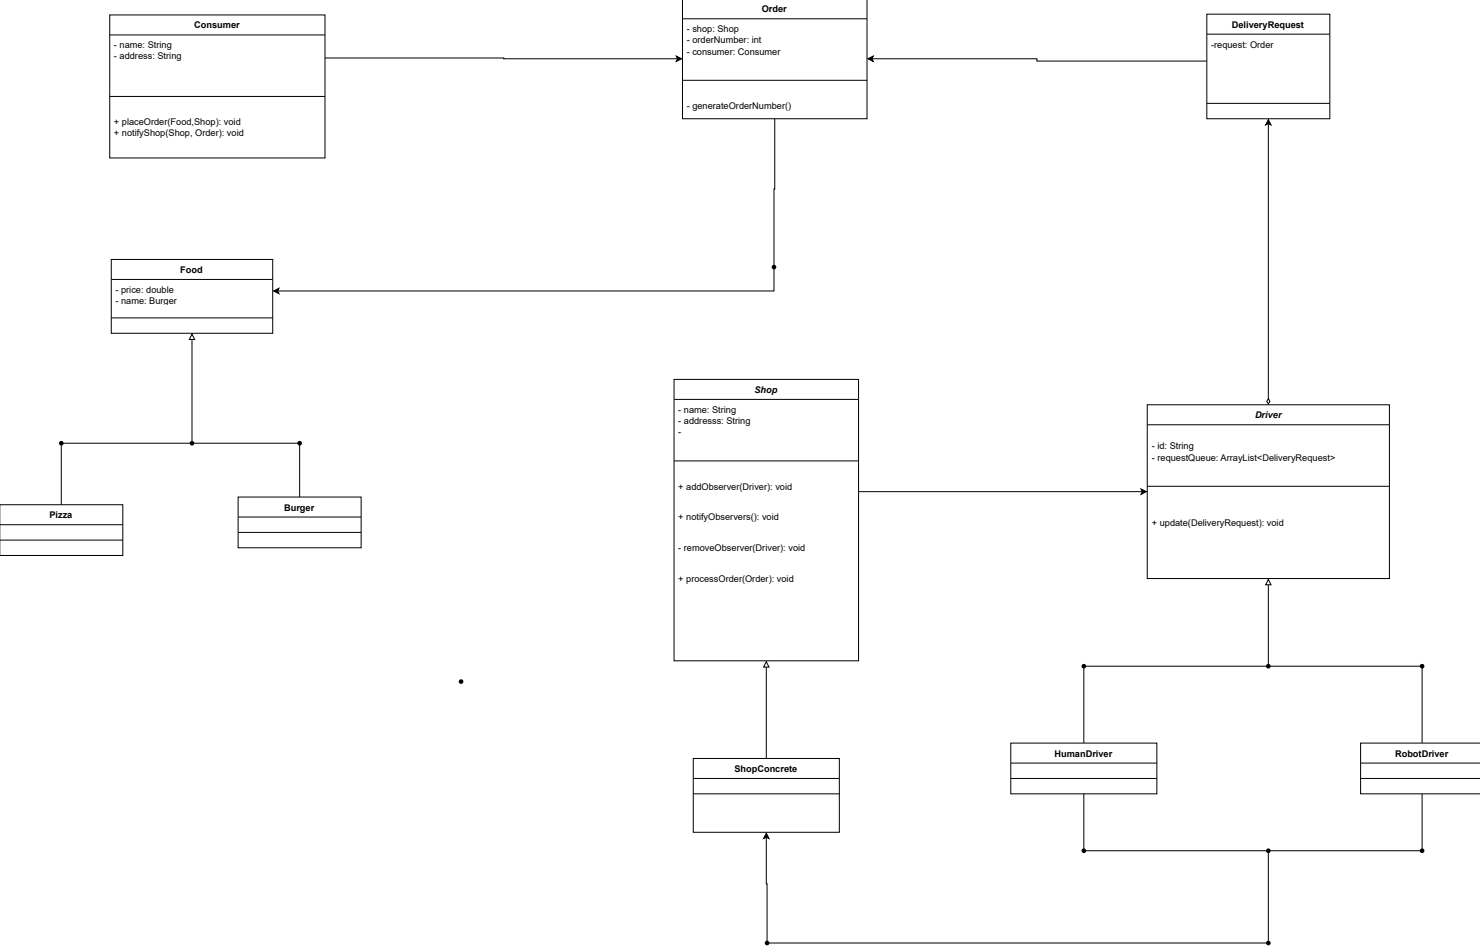 Consumer
- name: String
- address: String
+ placeOrder(Food,Shop): void
+ notifyShop(Shop, Order): void
Order
- shop: Shop
- orderNumber: int
- consumer: Consumer
- generateOrderNumber()
DeliveryRequest
-request: Order
Food
- price: double
- name: Burger
Pizza
Burger
Shop
- name: String
- addresss: String
-
+ addObserver(Driver): void
+ notifyObservers(): void
- removeObserver(Driver): void
+ processOrder(Order): void
Driver
- id: String
- requestQueue: ArrayList<DeliveryRequest>
+ update(DeliveryRequest): void
ShopConcrete
HumanDriver
RobotDriver